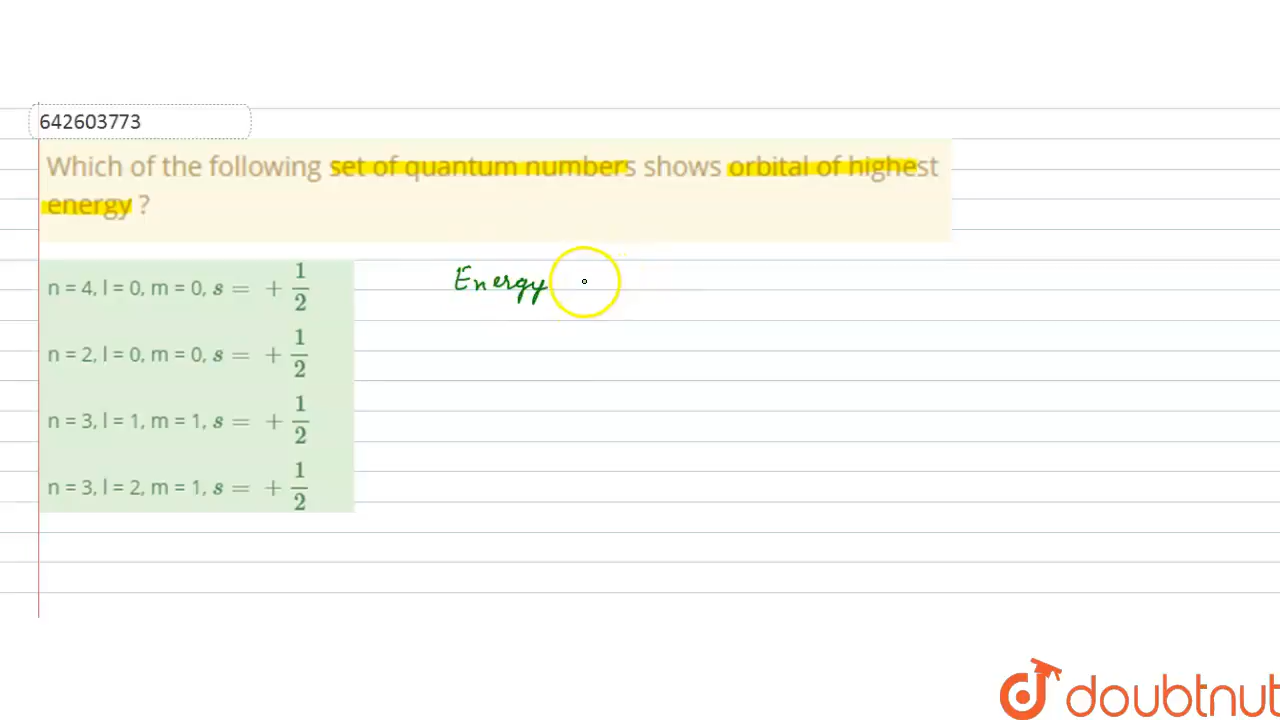 642603773
Which of the following set of quantum numbers shows orbital of highest
energy ?
n = 4, l = 0, m = 0, s = + 1/2
Energy
n = 2, l = 0, m = 0, s = + 1/2
n = 3, l = 1, m = 1, s = + 1/2
n = 3, l = 2, m = 1, s = + 1/2
doubtnut